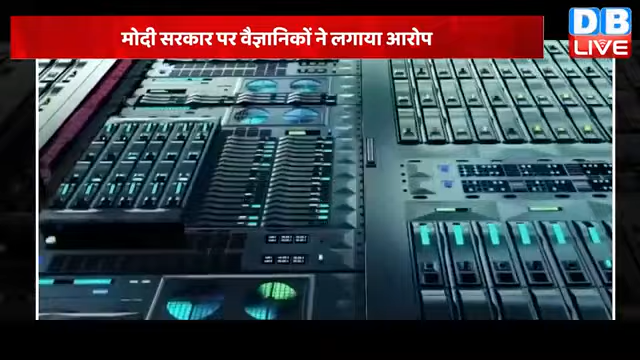 मोदी सरकार पर वैज्ञानिकों ने लगाया आरोप
DB
LIVE